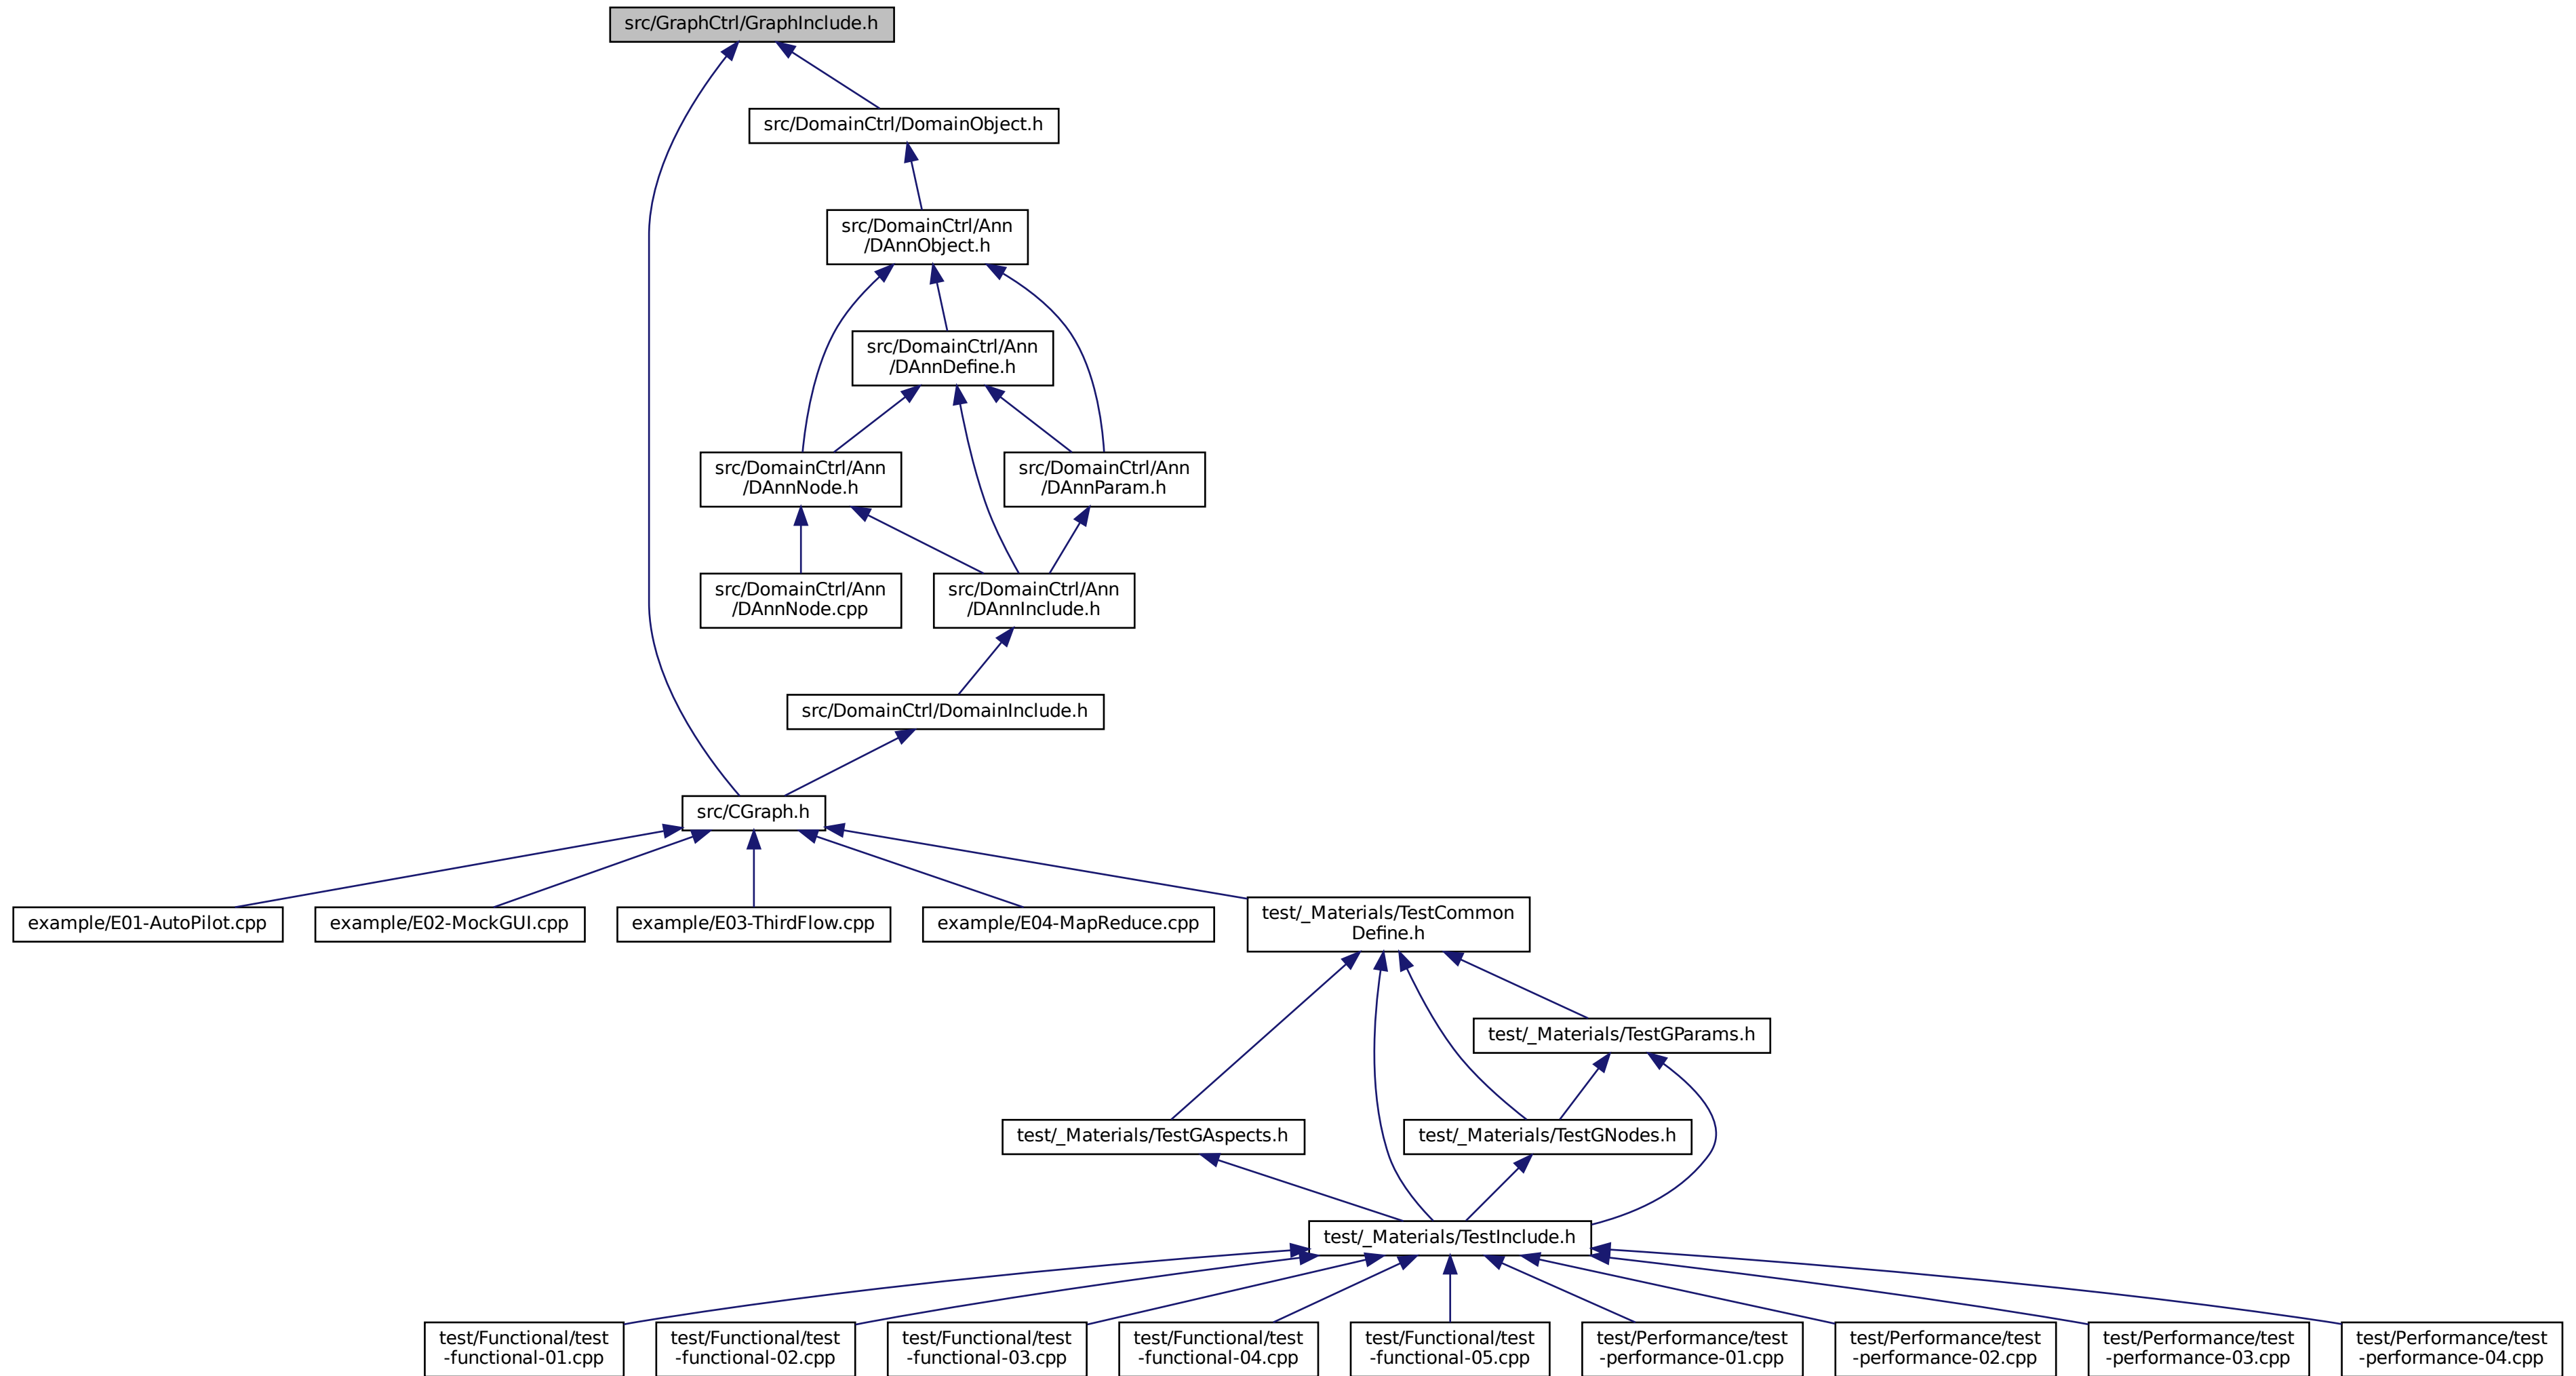 src/GraphCtrl/GraphInclude.h
src/DomainCtrl/DomainObject.h
src/DomainCtrl/Ann
/DAnnObject.h
src/DomainCtrl/Ann
/DAnnDefine.h
src/DomainCtrl/Ann
/DAnnNode.h
src/DomainCtrl/Ann
/DAnnParam.h
src/DomainCtrl/Ann
/DAnnNode.cpp
src/DomainCtrl/Ann
/DAnnInclude.h
src/DomainCtrl/DomainInclude.h
src/CGraph.h
example/E01-AutoPilot.cpp
example/E02-MockGUI.cpp
example/E03-ThirdFlow.cpp
example/E04-MapReduce.cpp
test/_Materials/TestCommon
Define.h
test/_Materials/TestGParams.h
test/_Materials/TestGAspects.h
test/_Materials/TestGNodes.h
test/_Materials/TestInclude.h
test/Functional/test
-functional-01.cpp
test/Functional/test
-functional-02.cpp
test/Functional/test
-functional-03.cpp
test/Functional/test
-functional-04.cpp
test/Functional/test
-functional-05.cpp
test/Performance/test
-performance-01.cpp
test/Performance/test
-performance-02.cpp
test/Performance/test
-performance-03.cpp
test/Performance/test
-performance-04.cpp